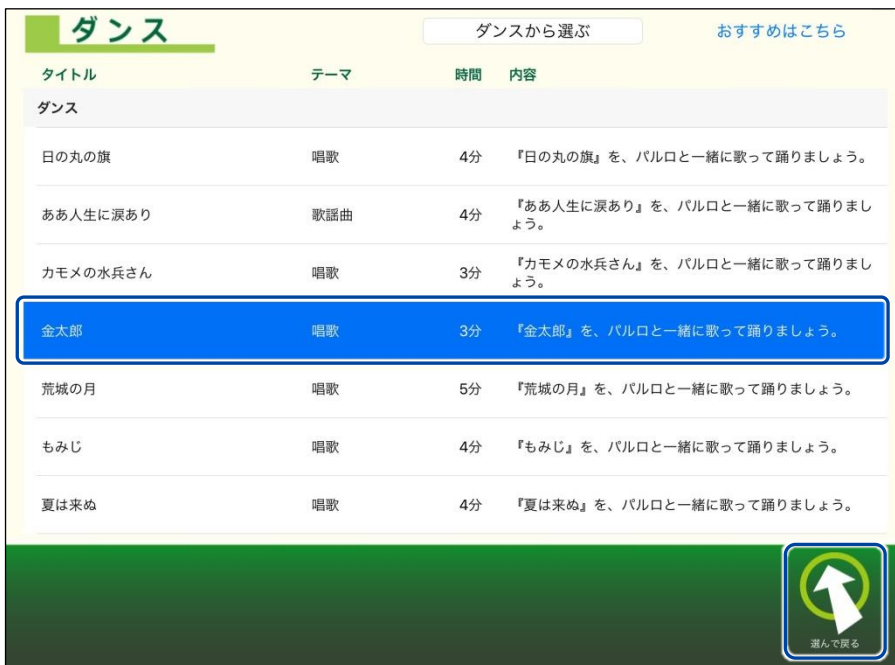 ダンス
ダンスから選ぶ
おすすめはこちら
タイトル テーマ 時間 内容
ダンス
日の丸の旗 唱歌 4分 『日の丸の旗』を、パルロと一緒に歌って踊りましょう。
ああ人生に涙あり 歌謡曲 4分 『ああ人生に涙あり』を、パルロと一緒に歌って踊りまし
ょう。
カモメの水兵さん 唱歌 3分 『カモメの水兵さん』を、パルロと一緒に歌って踊りまし
ょう。
金太郎 唱歌 3分 『金太郎』を、パルロと一緒に歌って踊りましょう。
荒城の月 唱歌 5分 『荒城の月』を、パルロと一緒に歌って踊りましょう。
もみじ 唱歌 4分 『もみじ』を、パルロと一緒に歌って踊りましょう。
夏は来ぬ 唱歌 4分 『夏は来ぬ』を、パルロと一緒に歌って踊りましょう。
選んで戻る